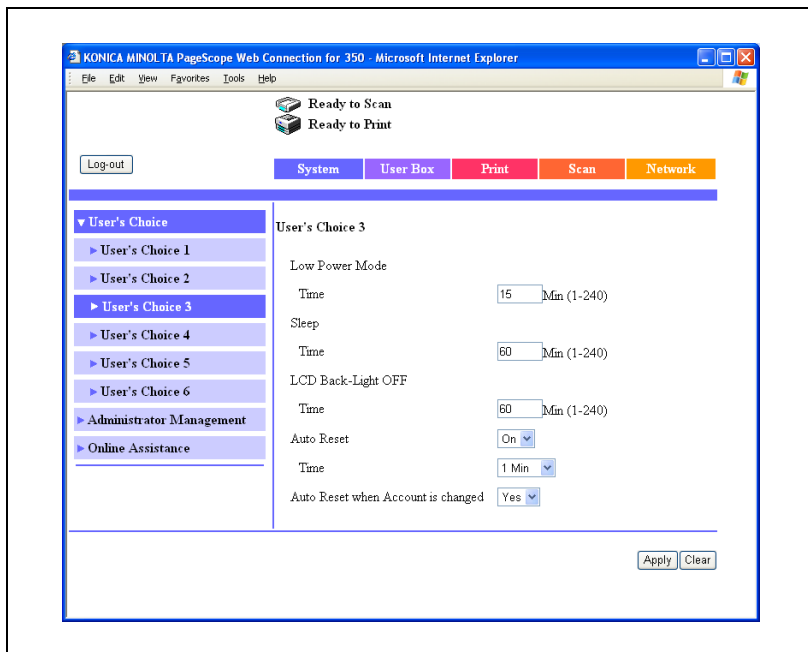 KONICA MINOLTA PageScope Web Connection for 350 - Microsoft Internet Explorer
File Edit View Favorites Tools Help
Ready to Scan
Ready to Print
Log-out
System User Box Print Scan Network
▼ User's Choice
► User's Choice 1
► User's Choice 2
► User's Choice 3
► User's Choice 4
► User's Choice 5
► User's Choice 6
► Administrator Management
► Online Assistance
User's Choice 3
Low Power Mode
Time 15 Min (1-240)
Sleep
Time 60 Min (1-240)
LCD Back-Light OFF
Time 60 Min (1-240)
Auto Reset On
Time 1 Min
Auto Reset when Account is changed Yes
Apply Clear